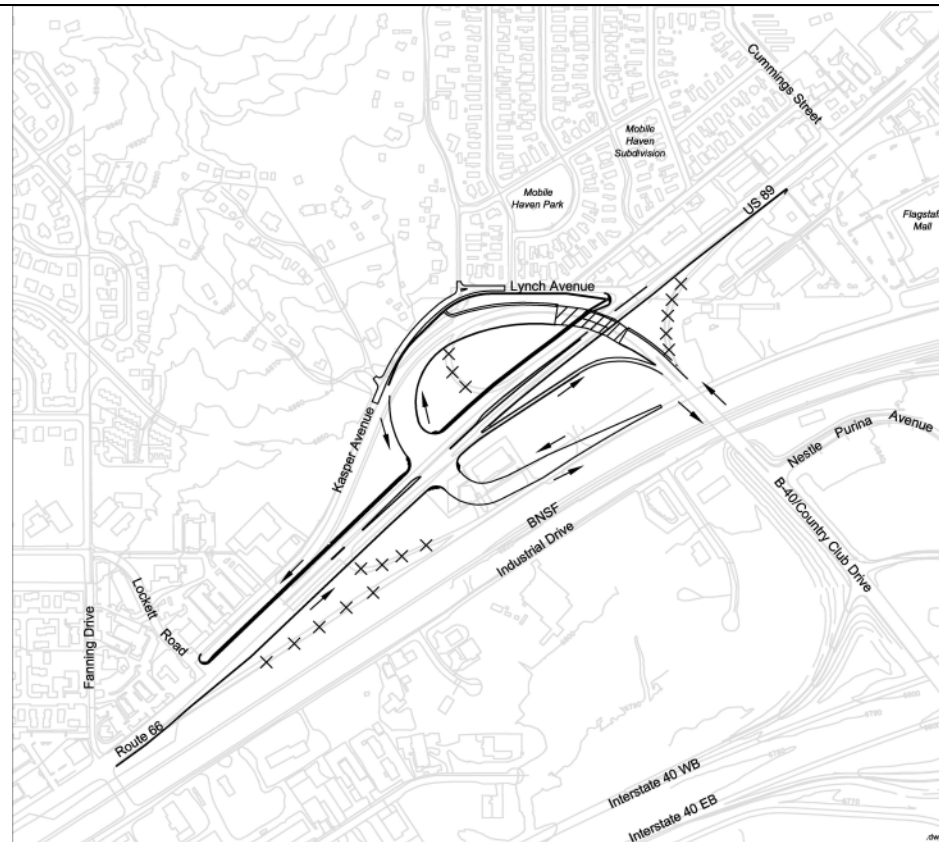 Cummings Street
Mobile
Haven
Subdivision
Mobile
Haven Park
US 89
Flagstaff
Mall
Lynch Avenue
Kasper Avenue
Nestle Purina Avenue
BNSF
Industrial Drive
B-40/Country Club Drive
Lockett Road
Fanning Drive
Route 66
Interstate 40 WB
Interstate 40 EB
.dw